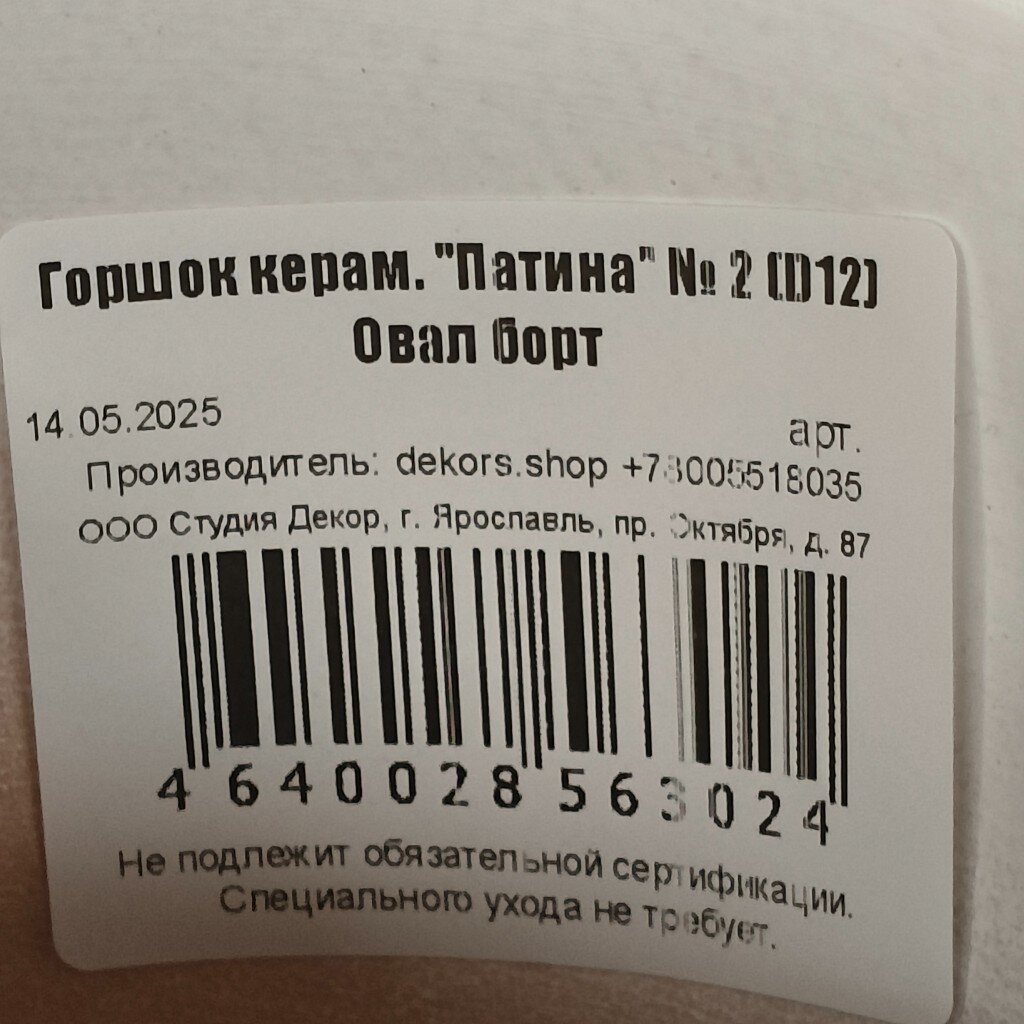 Горшок керам. "Патина" № 2 (D12)
Овал борт
14.05.2025
арт.
Производитель: dekors.shop +78005518035
ООО Студия Декор, г. Ярославль, пр. Октября, д. 87
4 640028 563024
Не подлежит обязательной сертификации.
Специального ухода не требует.